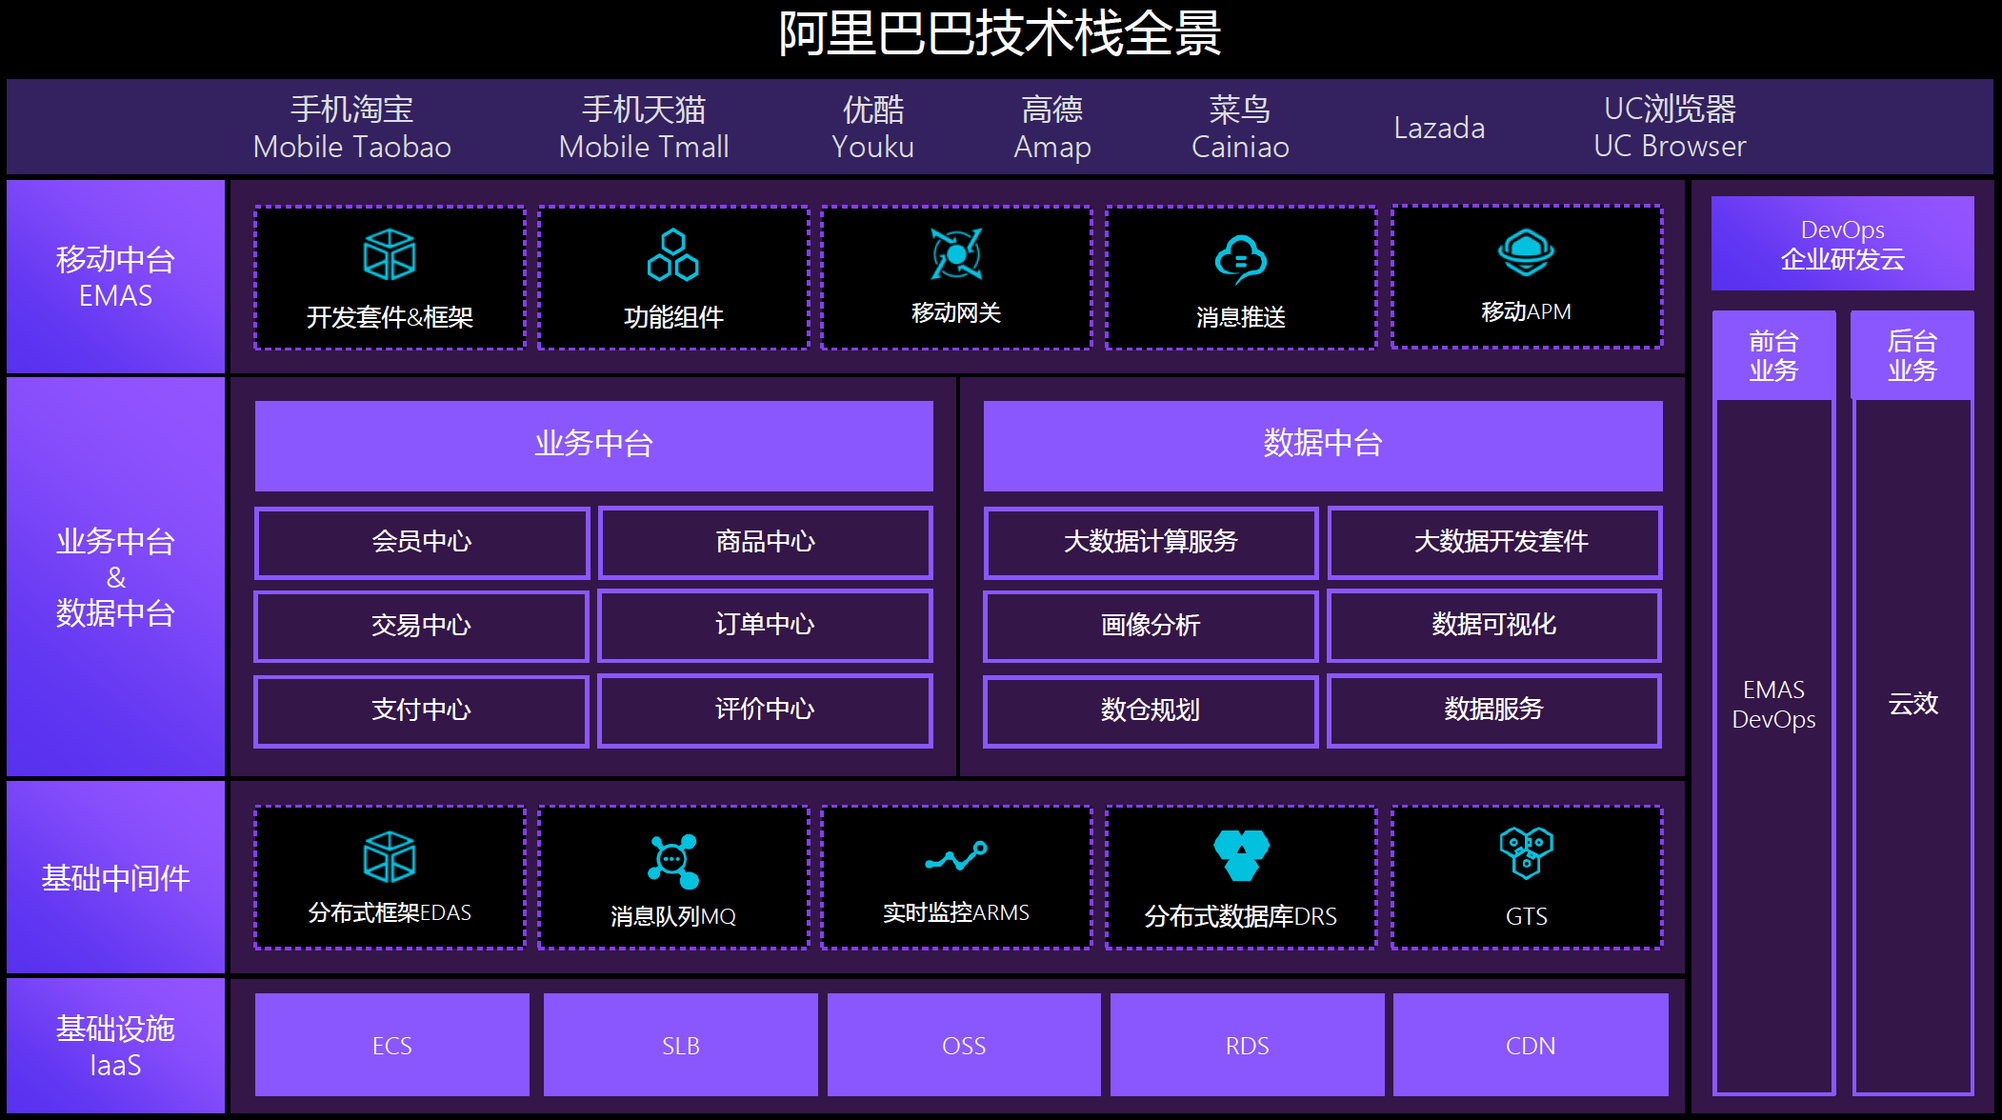 阿里巴巴技术栈全景
手机淘宝
Mobile Taobao
手机天猫
Mobile Tmall
优酷
Youku
高德
Amap
菜鸟
Cainiao
Lazada
UC浏览器
UC Browser
移动中台
EMAS
开发套件&框架
功能组件
移动网关
消息推送
移动APM
业务中台
&
数据中台
业务中台
会员中心
商品中心
交易中心
订单中心
支付中心
评价中心
数据中台
大数据计算服务
大数据开发套件
画像分析
数据可视化
数仓规划
数据服务
基础中间件
分布式框架EDAS
消息队列MQ
实时监控ARMS
分布式数据库DRS
GTS
基础设施
IaaS
ECS
SLB
OSS
RDS
CDN
DevOps
企业研发云
前台
业务
EMAS
DevOps
后台
业务
云效